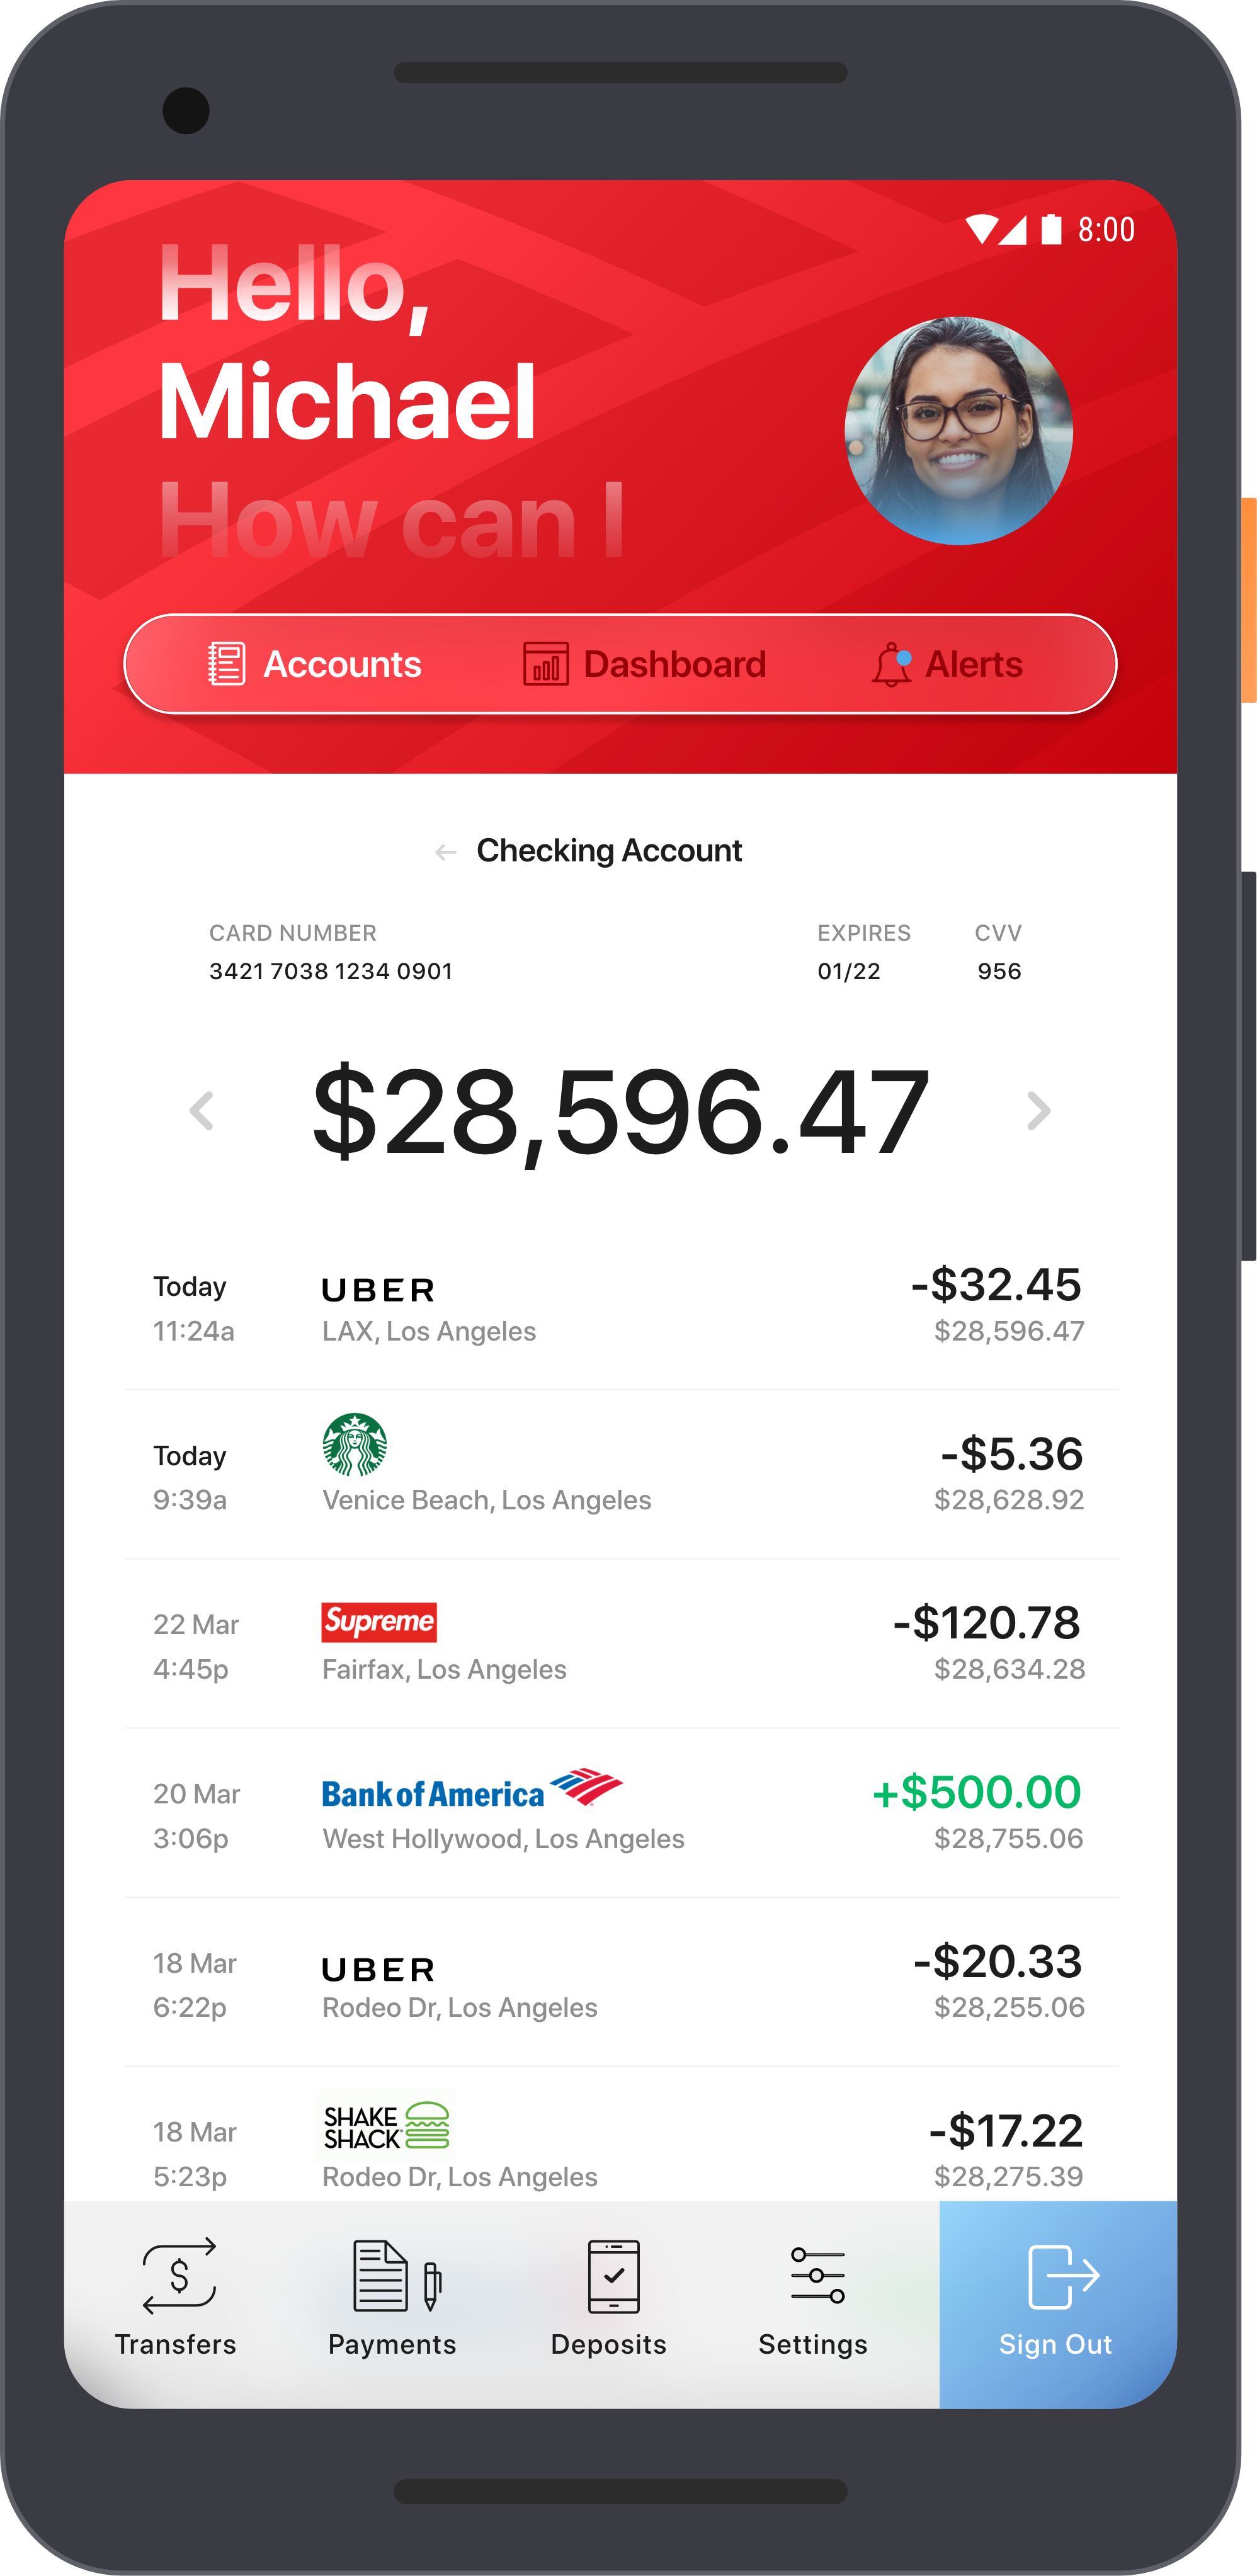 8:00
Hello,
Michael
How can I
Accounts Dashboard Alerts
Checking Account
CARD NUMBER EXPIRES CVV
3421 7038 1234 0901 01/22 956
$28,596.47
Today UBER -$32.45
11:24a LAX, Los Angeles $28,596.47
Today -$5.36
9:39a Venice Beach, Los Angeles $28,628.92
22 Mar Supreme -$120.78
4:45p Fairfax, Los Angeles $28,634.28
20 Mar Bank of America +$500.00
3:06p West Hollywood, Los Angeles $28,755.06
18 Mar UBER -$20.33
6:22p Rodeo Dr, Los Angeles $28,255.06
18 Mar SHAKE SHACK -$17.22
5:23p Rodeo Dr, Los Angeles $28,275.39
$
Transfers Payments Deposits Settings Sign Out